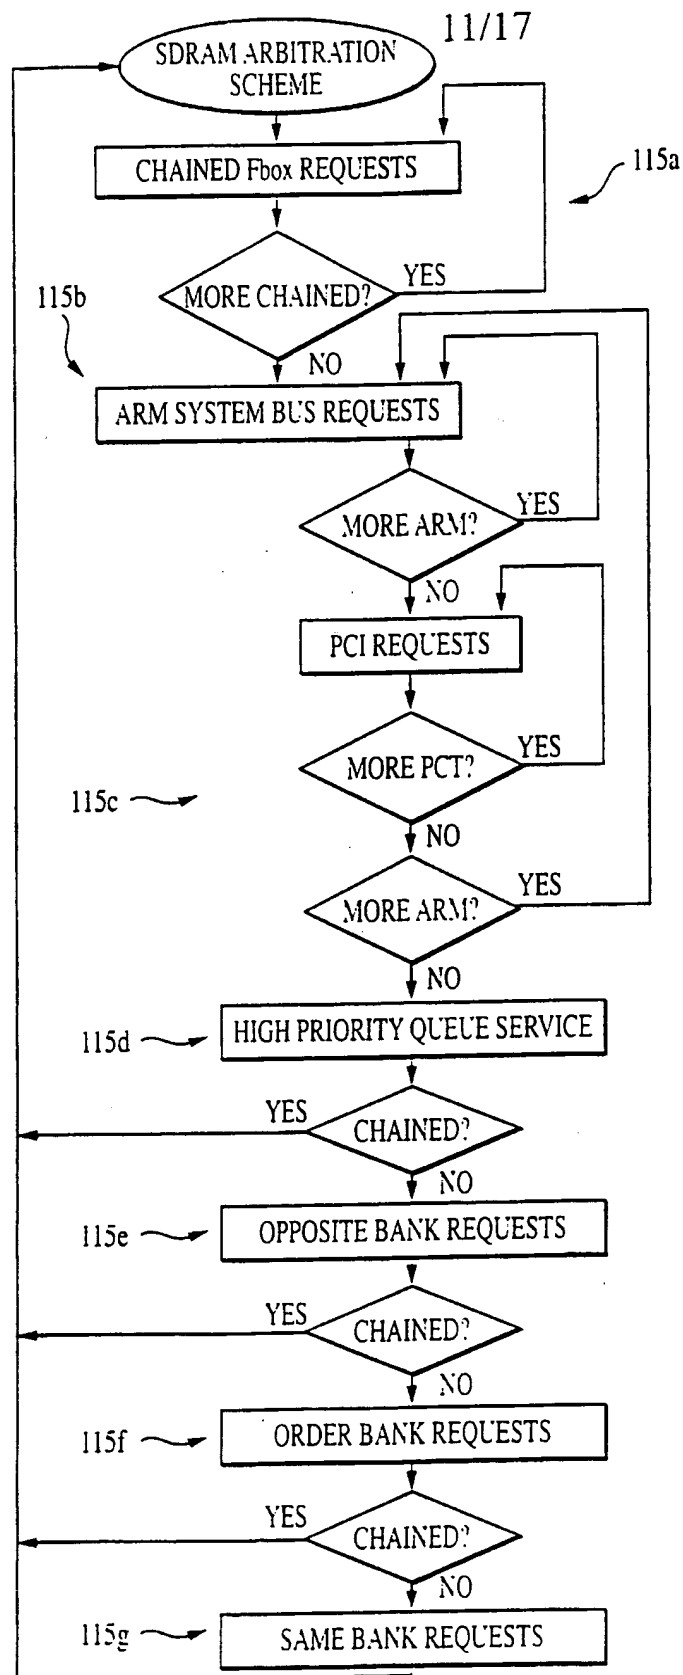 11/17
SDRAM ARBITRATION
SCHEME
CHAINED Fbox REQUESTS
115a
MORE CHAINED?
YES
115b
NO
ARM SYSTEM BUS REQUESTS
MORE ARM?
YES
NO
PCI REQUESTS
MORE PCT?
YES
115c
NO
MORE ARM?
YES
NO
115d
HIGH PRIORITY QUEUE SERVICE
YES
CHAINED?
NO
115e
OPPOSITE BANK REQUESTS
YES
CHAINED?
NO
115f
ORDER BANK REQUESTS
YES
CHAINED?
NO
115g
SAME BANK REQUESTS